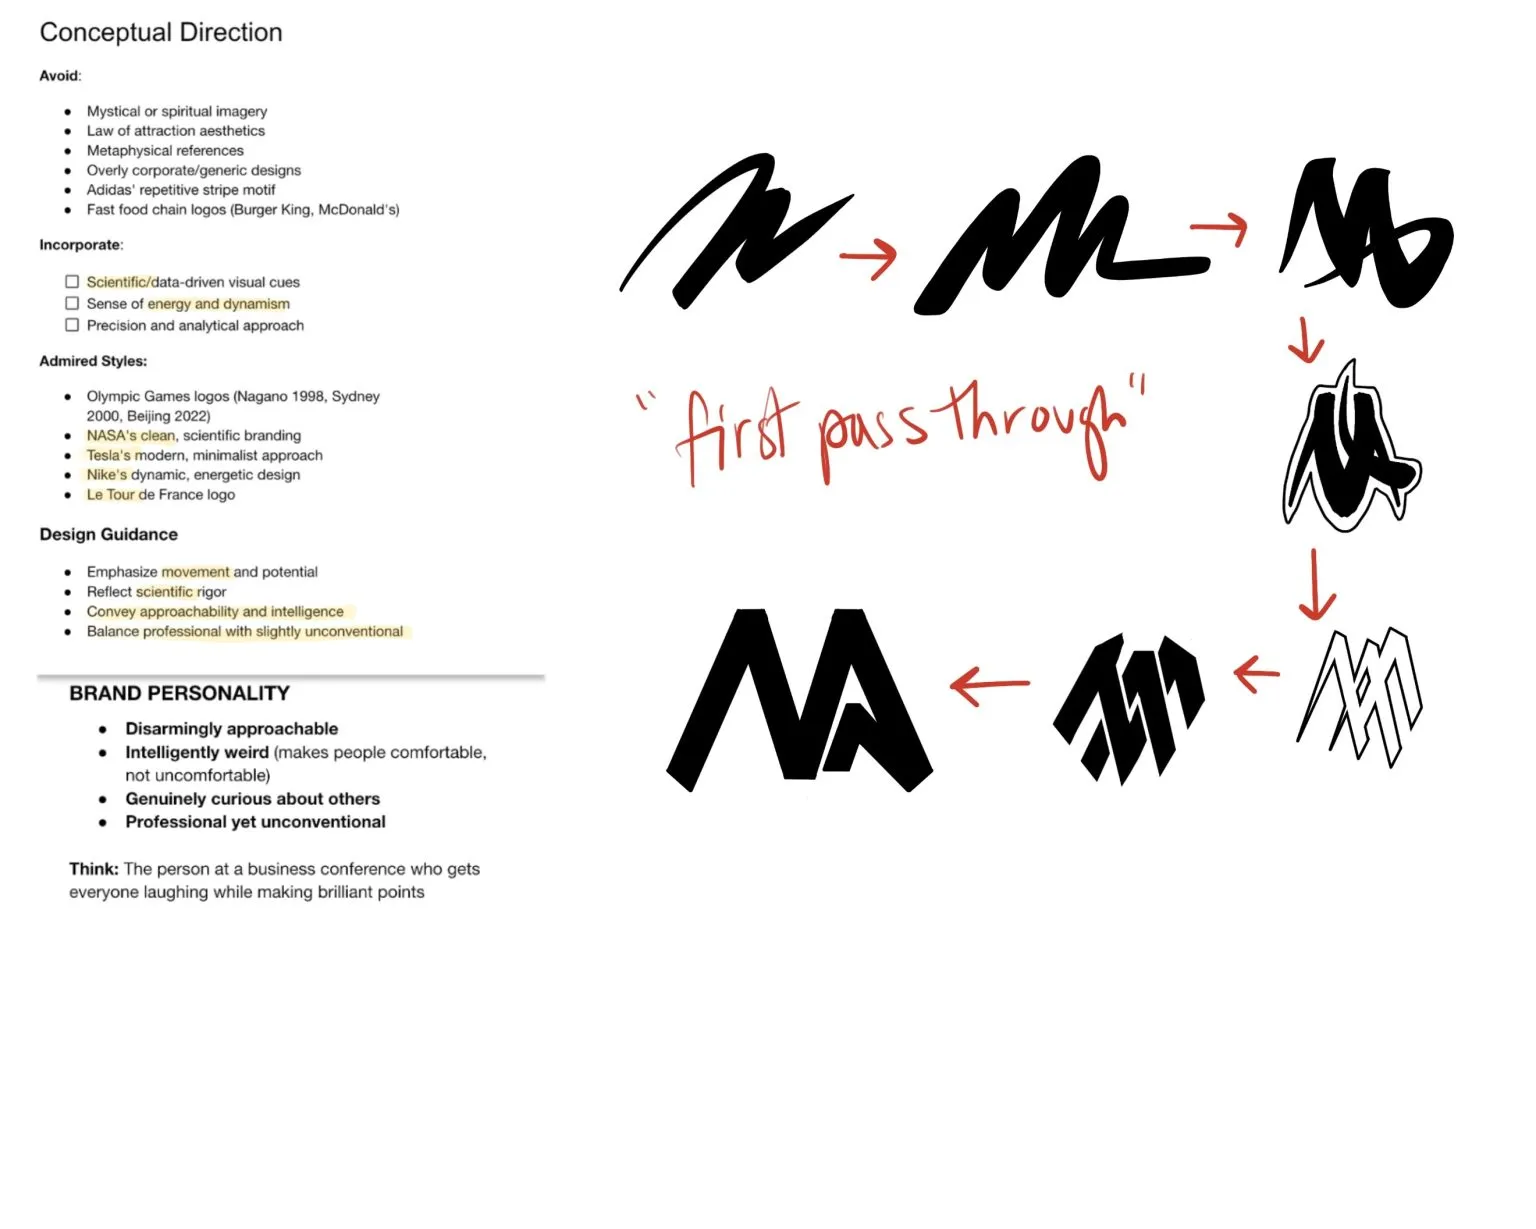 Conceptual Direction
Avoid:
Mystical or spiritual imagery
Law of attraction aesthetics
Metaphysical references
Overly corporate/generic designs
Adidas' repetitive stripe motif
Fast food chain logos (Burger King, McDonald's)
Incorporate:
Scientific/data-driven visual cues
Sense of energy and dynamism
Precision and analytical approach
Admired Styles:
Olympic Games logos (Nagano 1998, Sydney
2000, Beijing 2022)
NASA's clean, scientific branding
Tesla's modern, minimalist approach
Nike's dynamic, energetic design
Le Tour de France logo
Design Guidance
Emphasize movement and potential
Reflect scientific rigor
Convey approachability and intelligence
Balance professional with slightly unconventional
BRAND PERSONALITY
Disarmingly approachable
Intelligently weird (makes people comfortable,
not uncomfortable)
Genuinely curious about others
Professional yet unconventional
Think: The person at a business conference who gets
everyone laughing while making brilliant points
"first pass through"